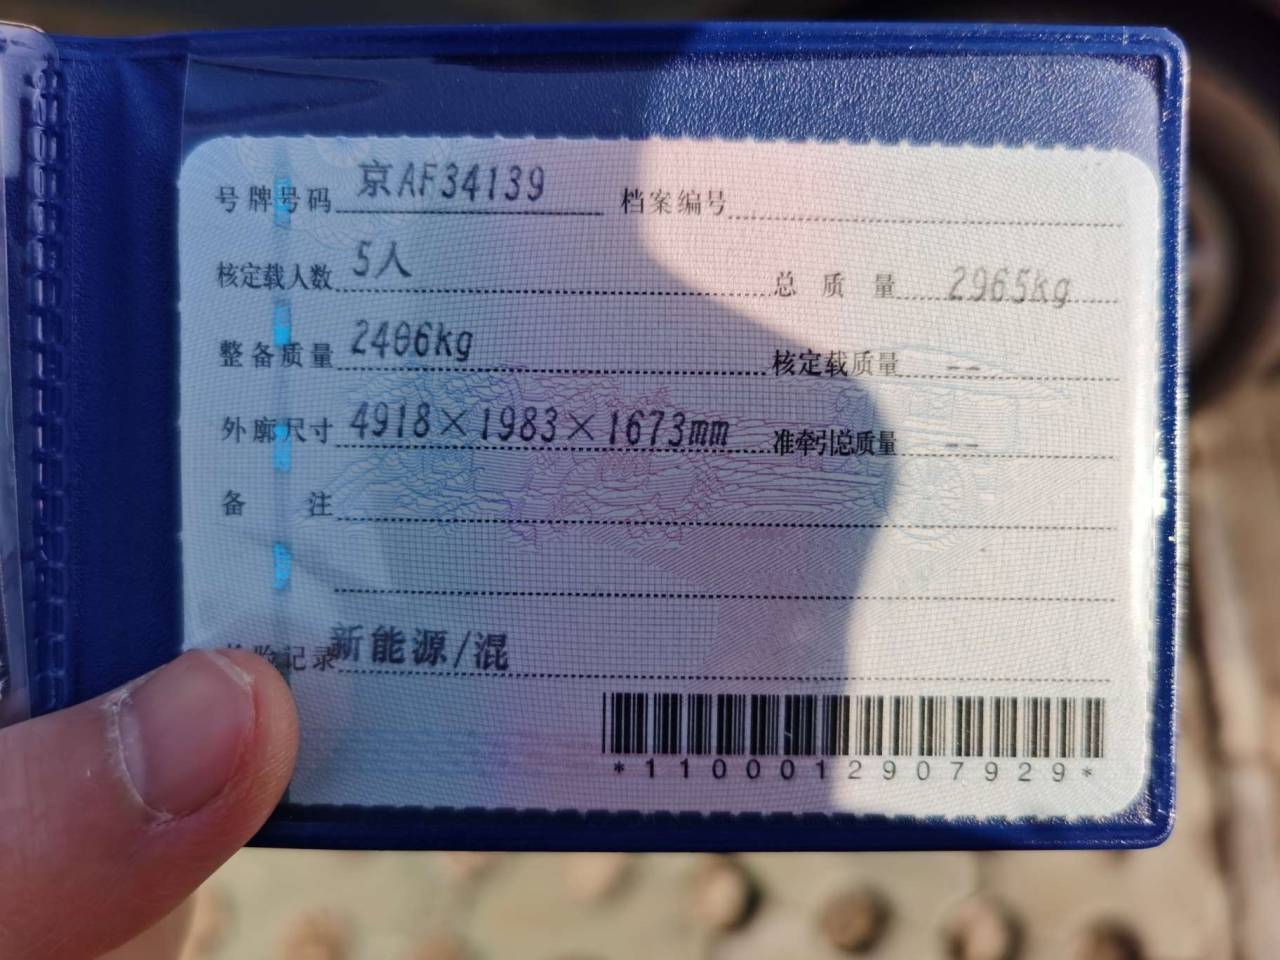 号牌号码 京AF34139 档案编号
核定载人数 5人 总质量 2965kg
整备质量 2406kg 核定载质量 --
外廓尺寸 4918×1983×1673mm 准牵引总质量 --
备注
验记录 新能源/混
*1100012907929*